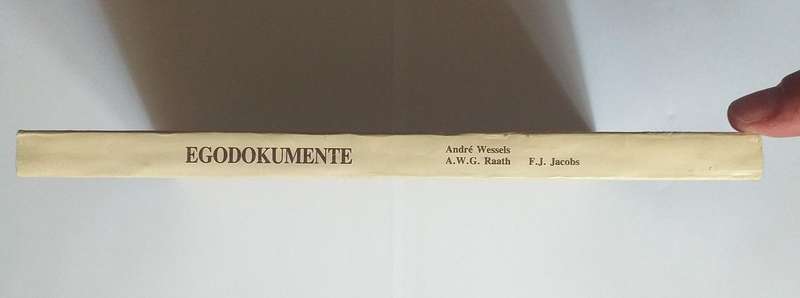 EGODOKUMENTE
André Wessels
A.W.G. Raath F.J. Jacobs